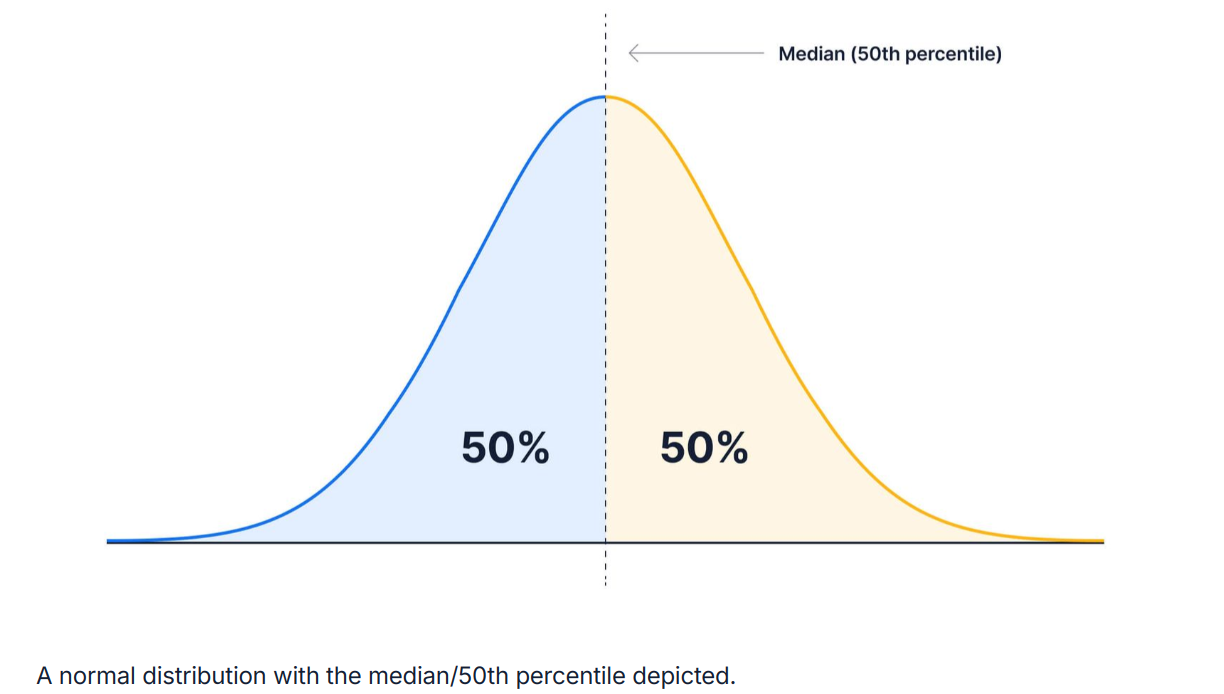 Median (50th percentile)
50% 50%
A normal distribution with the median/50th percentile depicted.